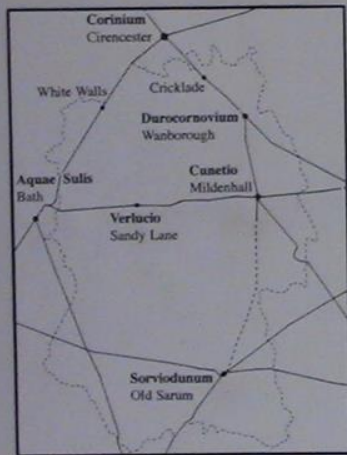 Corinium
Cirencester
White Walls
Cricklade
Durocornovium
Wanborough
Aquae Sulis
Bath
Cunetio
Mildenhall
Verlucio
Sandy Lane
Sorviodunum
Old Sarum